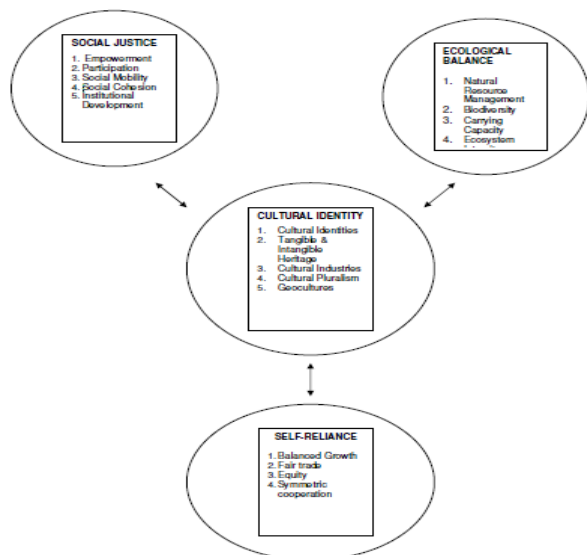 SOCIAL JUSTICE
1. Empowerment
2. Participation
3. Social Mobility
4. Social Cohesion
5. Institutional
Development
ECOLOGICAL
BALANCE
1. Natural
Resource
Management
2. Biodiversity
3. Carrying
Capacity
4. Ecosystem
CULTURAL IDENTITY
1. Cultural Identities
2. Tangible &
Intangible
Heritage
3. Cultural Industries
4. Cultural Pluralism
5. Geocultures
SELF-RELIANCE
1. Balanced Growth
2. Fair trade
3. Equity
4. Symmetric
cooperation